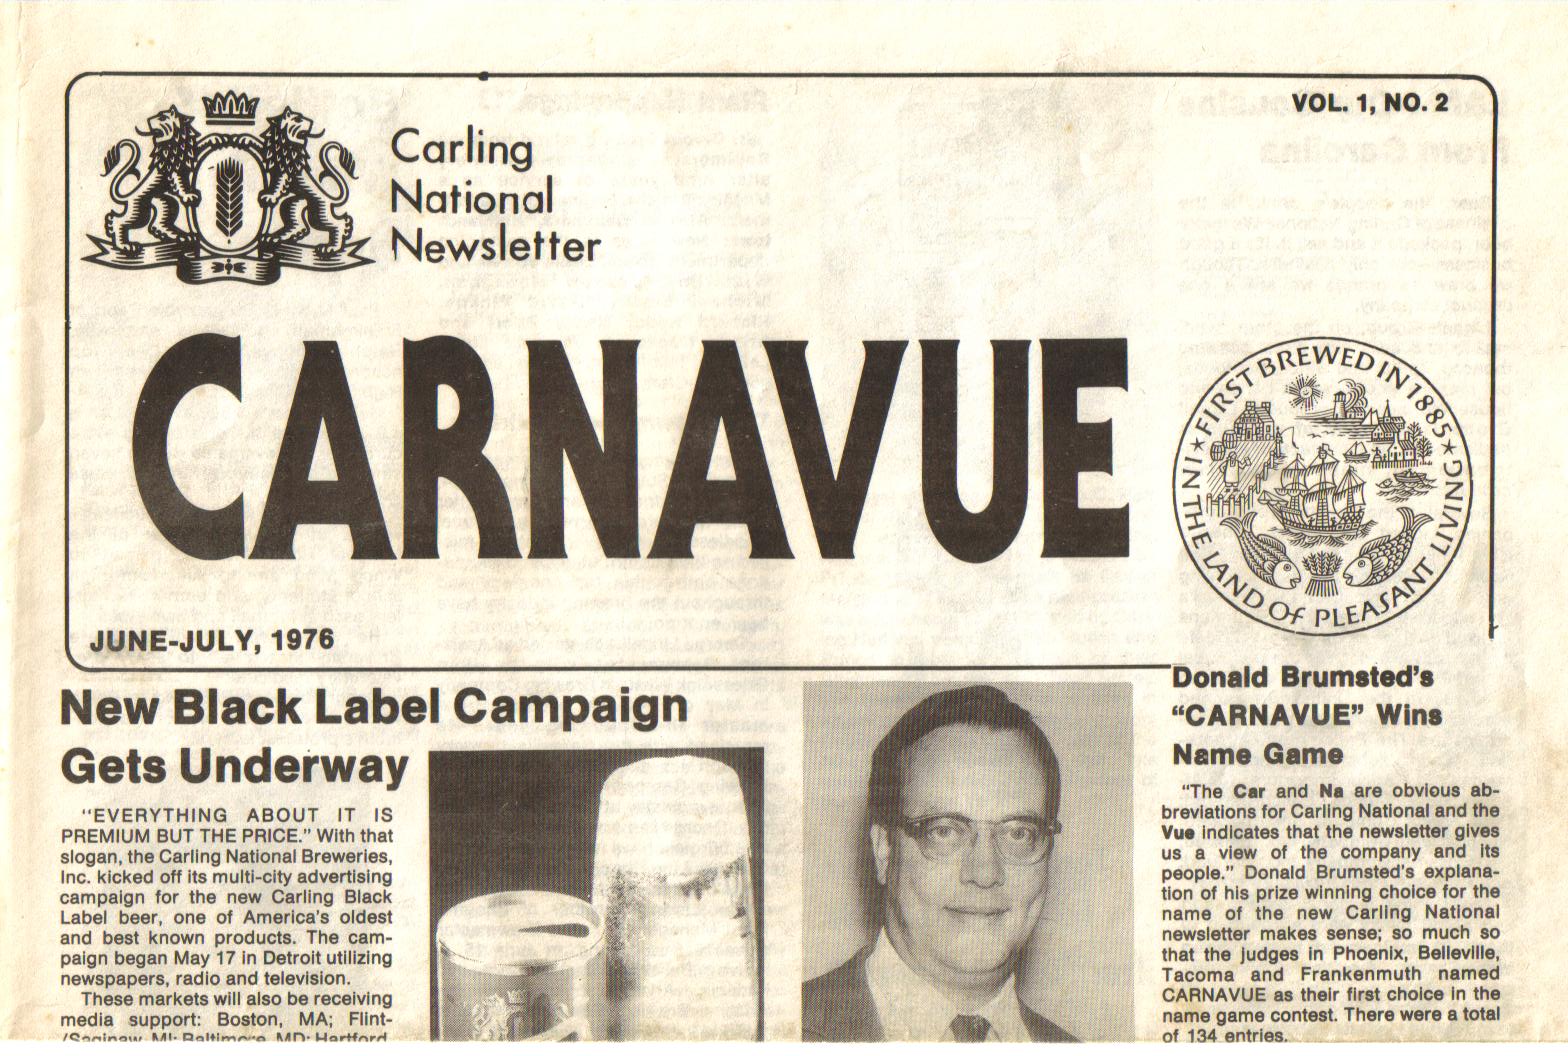 VOL. 1, NO. 2
Carling
National
Newsletter
CARNAVUE
★ FIRST BREWED IN 1885 ★
IN THE LAND OF PLEASANT LIVING
JUNE-JULY, 1976
New Black Label Campaign
Gets Underway
"EVERYTHING ABOUT IT IS
PREMIUM BUT THE PRICE." With that
slogan, the Carling National Breweries,
Inc. kicked off its multi-city advertising
campaign for the new Carling Black
Label beer, one of America's oldest
and best known products. The cam-
paign began May 17 in Detroit utilizing
newspapers, radio and television.
These markets will also be receiving
media support: Boston, MA; Flint-
/Saginaw, MI; Baltimore, MD; Hartford,
Donald Brumsted's
"CARNAVUE" Wins
Name Game
"The Car and Na are obvious ab-
breviations for Carling National and the
Vue indicates that the newsletter gives
us a view of the company and its
people." Donald Brumsted's explana-
tion of his prize winning choice for the
name of the new Carling National
newsletter makes sense; so much so
that the judges in Phoenix, Belleville,
Tacoma and Frankenmuth named
CARNAVUE as their first choice in the
name game contest. There were a total
of 134 entries.